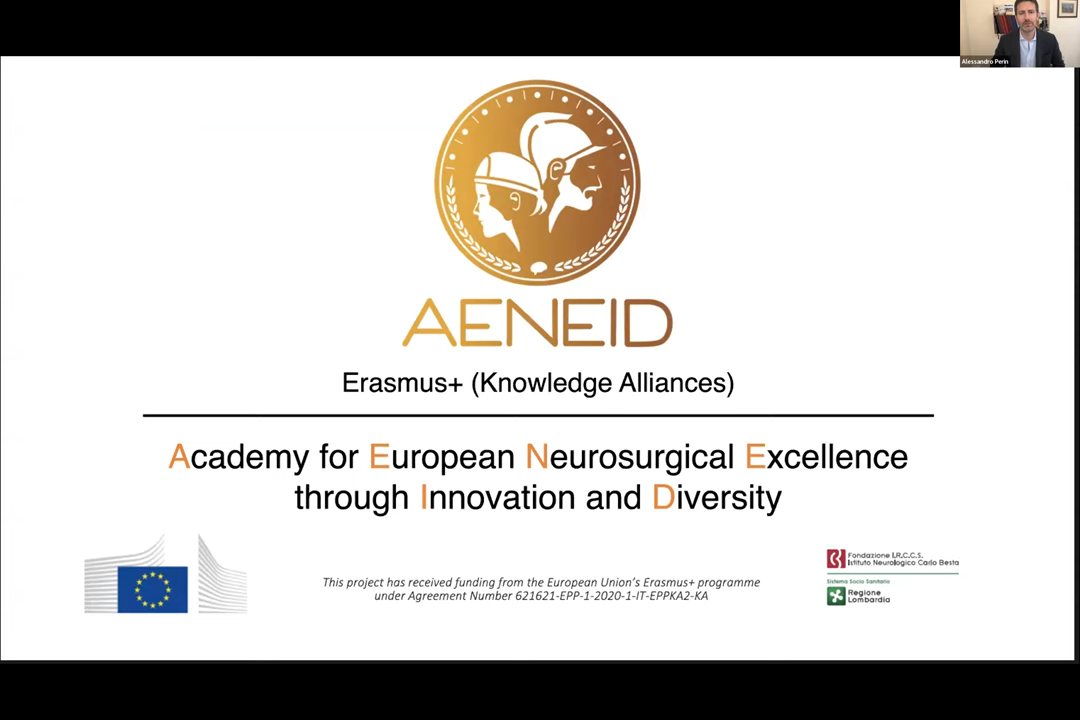 Alessandro Perin
AENEID
Erasmus+ (Knowledge Alliances)
Academy for European Neurosurgical Excellence
through Innovation and Diversity
This project has received funding from the European Union's Erasmus+ programme
under Agreement Number 621621-EPP-1-2020-1-IT-EPPKA2-KA
Fondazione I.R.C.C.S.
Istituto Neurologico Carlo Besta
Sistema Socio Sanitario
Regione
Lombardia